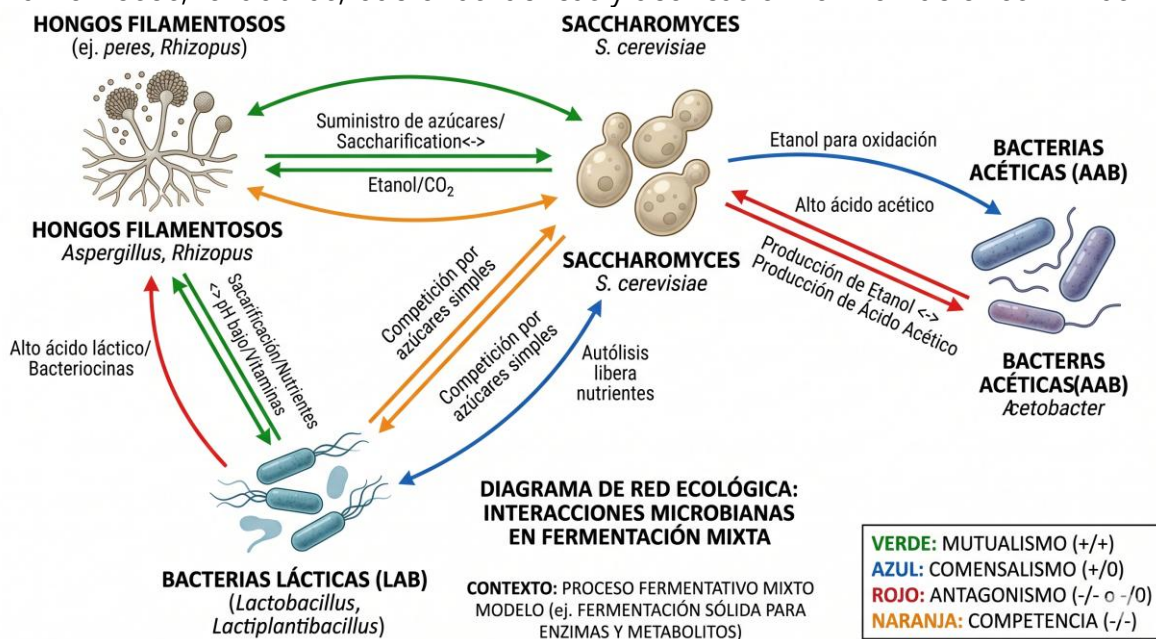 HONGOS FILAMENTOSOS
(ej. peres, Rhizopus)
SACCHAROMYCES
S. cerevisiae
Suministro de azúcares/
Saccharification<->
Etanol/CO₂
Etanol para oxidación
BACTERIAS
ACÉTICAS (AAB)
Alto ácido acético
Producción de Etanol <->
Producción de Ácido Acético
HONGOS FILAMENTOSOS
Aspergillus, Rhizopus
SACCHAROMYCES
S. cerevisiae
BACTERAS
ACÉTICAS(AAB)
Acetobacter
Alto ácido láctico/
Bacteriocinas
Sacarificación/Nutrientes
<> pH bajo/Vitaminas
Competición por
azúcares simples
Competición por
azúcares simples
Autólisis
libera
nutrientes
BACTERIAS LÁCTICAS (LAB)
(Lactobacillus,
Lactiplantibacillus)
DIAGRAMA DE RED ECOLÓGICA:
INTERACCIONES MICROBIANAS
EN FERMENTACIÓN MIXTA
CONTEXTO: PROCESO FERMENTATIVO MIXTO
MODELO (ej. FERMENTACIÓN SÓLIDA PARA
ENZIMAS Y METABOLITOS)
VERDE: MUTUALISMO (+/+)
AZUL: COMENSALISMO (+/0)
ROJO: ANTAGONISMO (-/- o -/0)
NARANJA: COMPETENCIA (-/-)